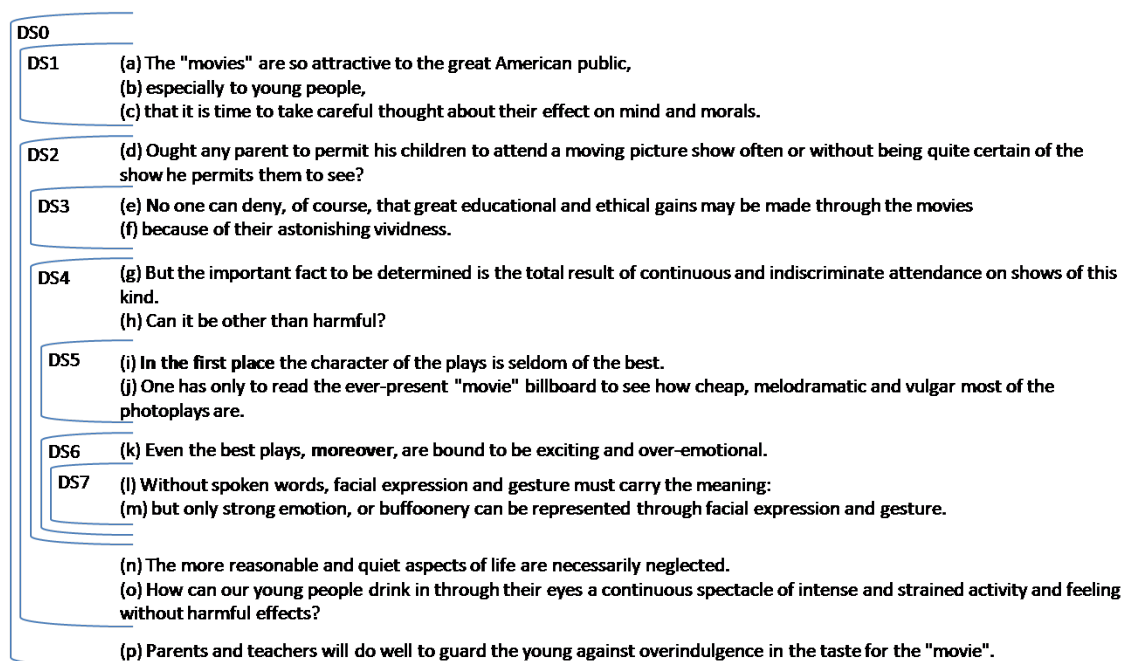 DS0
DS1 (a) The "movies" are so attractive to the great American public,
(b) especially to young people,
(c) that it is time to take careful thought about their effect on mind and morals.
DS2 (d) Ought any parent to permit his children to attend a moving picture show often or without being quite certain of the
show he permits them to see?
DS3 (e) No one can deny, of course, that great educational and ethical gains may be made through the movies
(f) because of their astonishing vividness.
DS4 (g) But the important fact to be determined is the total result of continuous and indiscriminate attendance on shows of this
kind.
(h) Can it be other than harmful?
DS5 (i) In the first place the character of the plays is seldom of the best.
(j) One has only to read the ever-present "movie" billboard to see how cheap, melodramatic and vulgar most of the
photoplays are.
DS6 (k) Even the best plays, moreover, are bound to be exciting and over-emotional.
DS7 (l) Without spoken words, facial expression and gesture must carry the meaning:
(m) but only strong emotion, or buffoonery can be represented through facial expression and gesture.
(n) The more reasonable and quiet aspects of life are necessarily neglected.
(o) How can our young people drink in through their eyes a continuous spectacle of intense and strained activity and feeling
without harmful effects?
(p) Parents and teachers will do well to guard the young against overindulgence in the taste for the "movie".